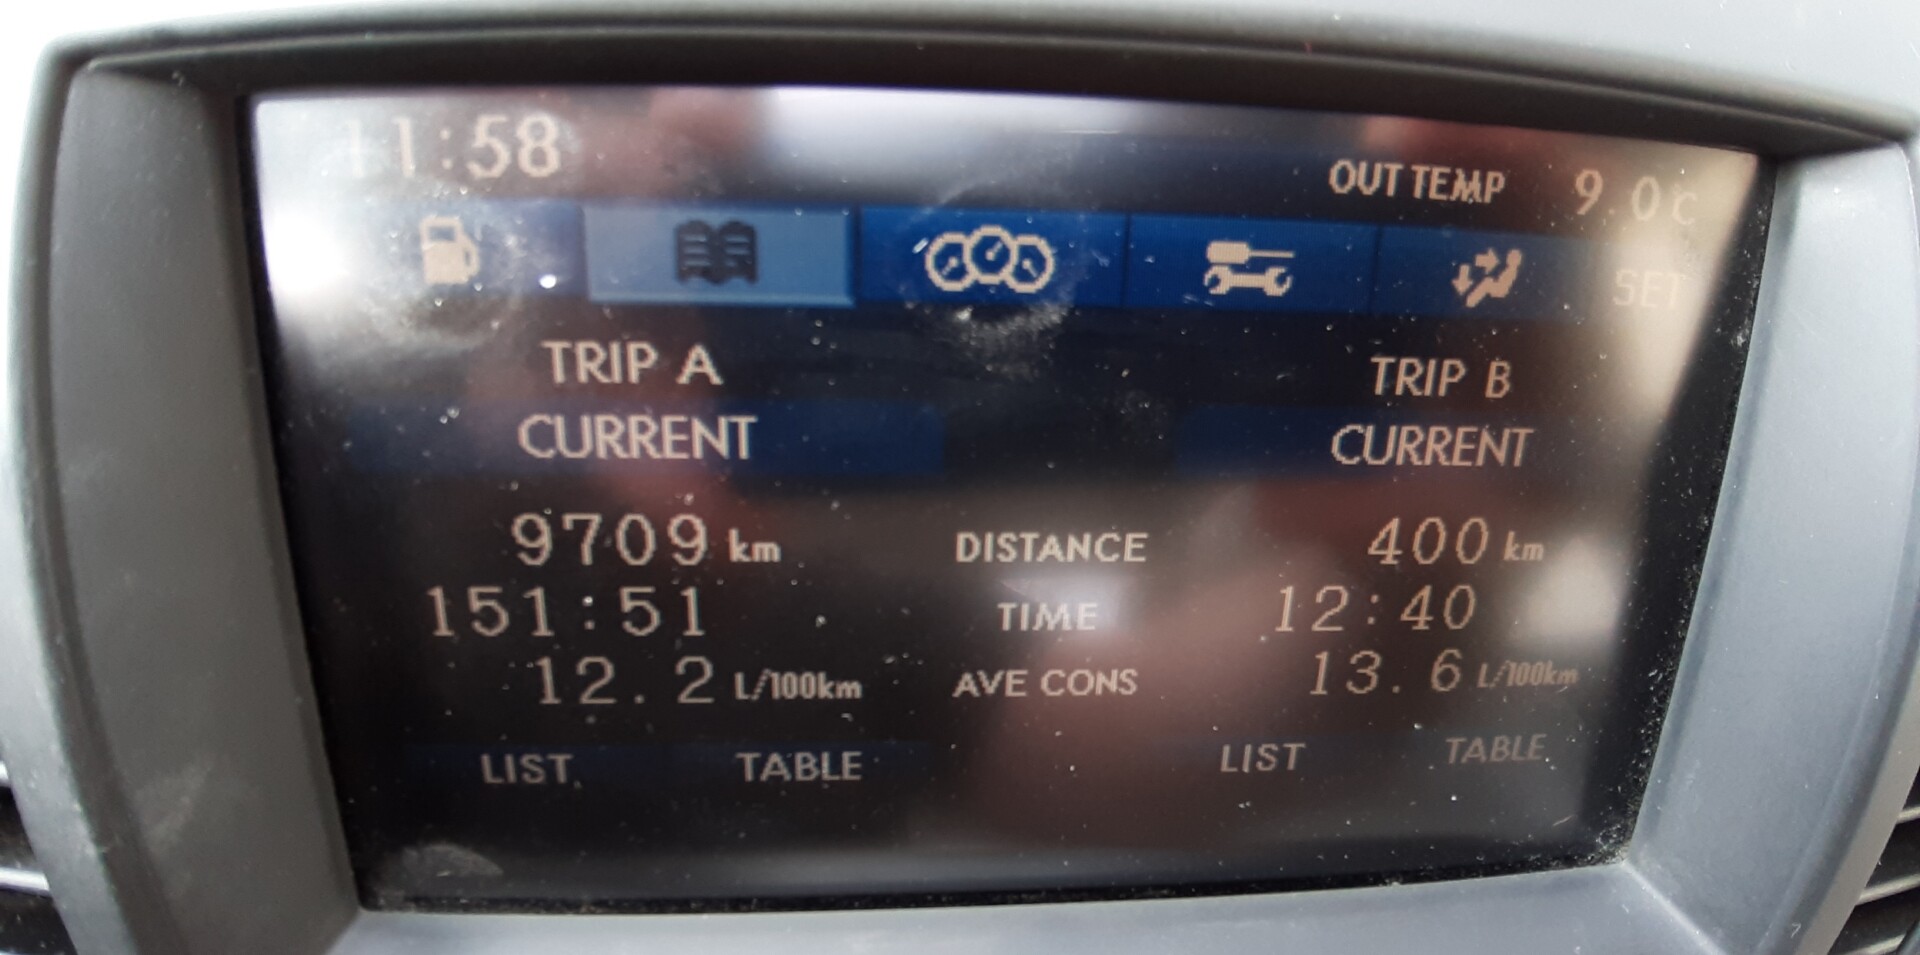 11:58
OUT TEMP 9.0°C
SET
TRIP A TRIP B
CURRENT CURRENT
9709 km DISTANCE 400 km
151:51 TIME 12:40
12.2 L/100km AVE CONS 13.6 L/100km
LIST TABLE LIST TABLE